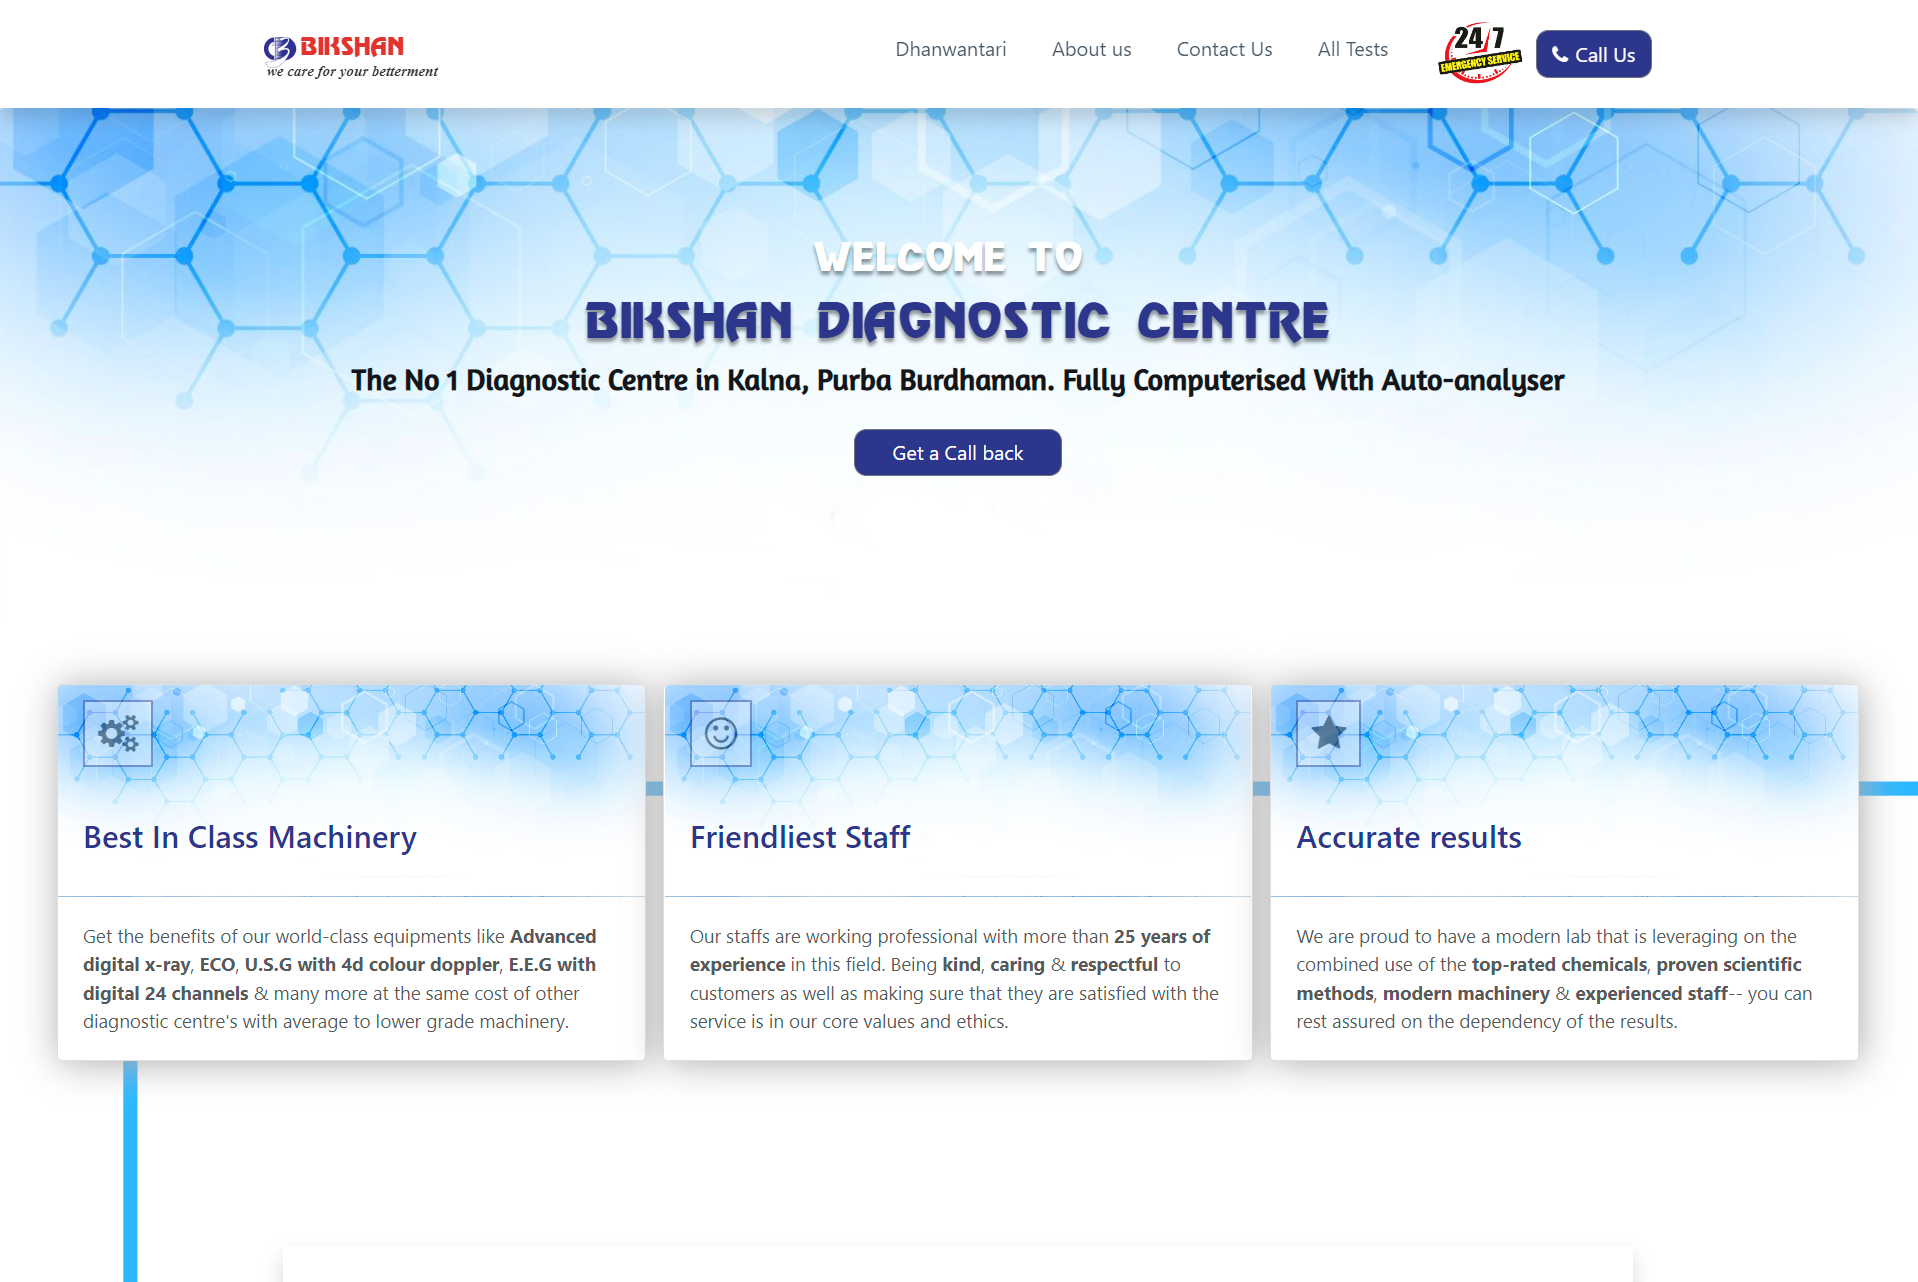 BIKSHAN
we care for your betterment
Dhanwantari
About us
Contact Us
All Tests
24/7
EMERGENCY SERVICE
Call Us
WELCOME TO
BIKSHAN DIAGNOSTIC CENTRE
The No 1 Diagnostic Centre in Kalna, Purba Burdhaman. Fully Computerised With Auto-analyser
Get a Call back
Best In Class Machinery
Get the benefits of our world-class equipments like Advanced
digital x-ray, ECO, U.S.G with 4d colour doppler, E.E.G with
digital 24 channels & many more at the same cost of other
diagnostic centre's with average to lower grade machinery.
Friendliest Staff
Our staffs are working professional with more than 25 years of
experience in this field. Being kind, caring & respectful to
customers as well as making sure that they are satisfied with the
service is in our core values and ethics.
Accurate results
We are proud to have a modern lab that is leveraging on the
combined use of the top-rated chemicals, proven scientific
methods, modern machinery & experienced staff-- you can
rest assured on the dependency of the results.